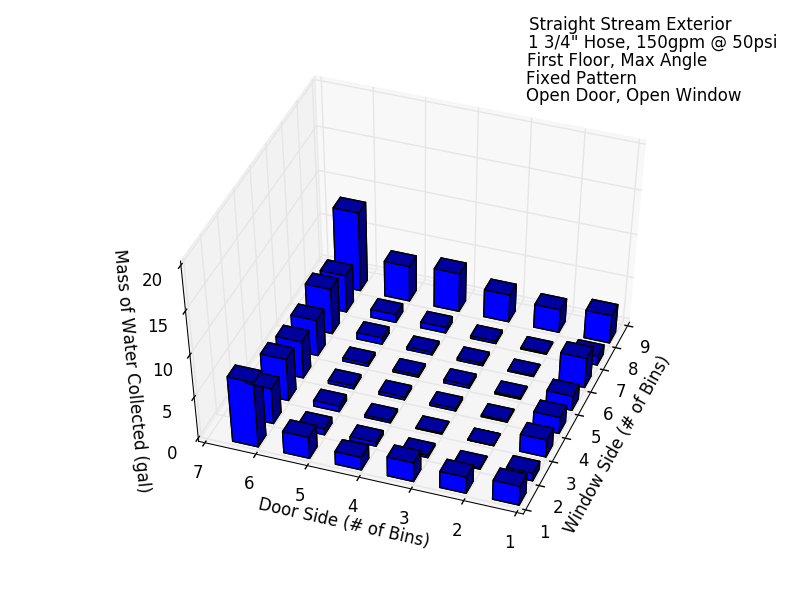 Straight Stream Exterior
1 3/4" Hose, 150gpm @ 50psi
First Floor, Max Angle
Fixed Pattern
Open Door, Open Window
Mass of Water Collected (gal)
20
15
10
5
0
Door Side (# of Bins)
7
6
5
4
3
2
1
Window Side (# of Bins)
9
8
7
6
5
4
3
2
1